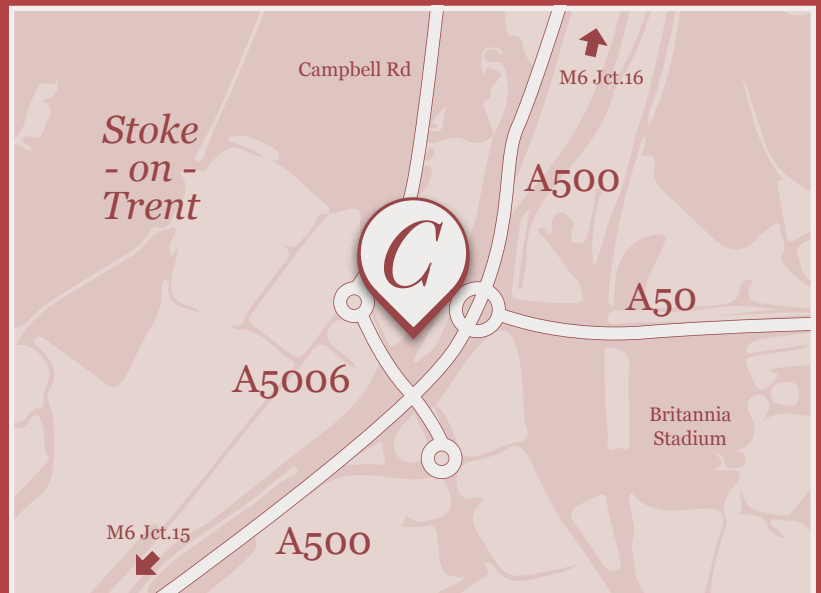 Campbell Rd
M6 Jct.16
Stoke
- on -
Trent
A500
C
A50
A5006
Britannia
Stadium
M6 Jct.15
A500